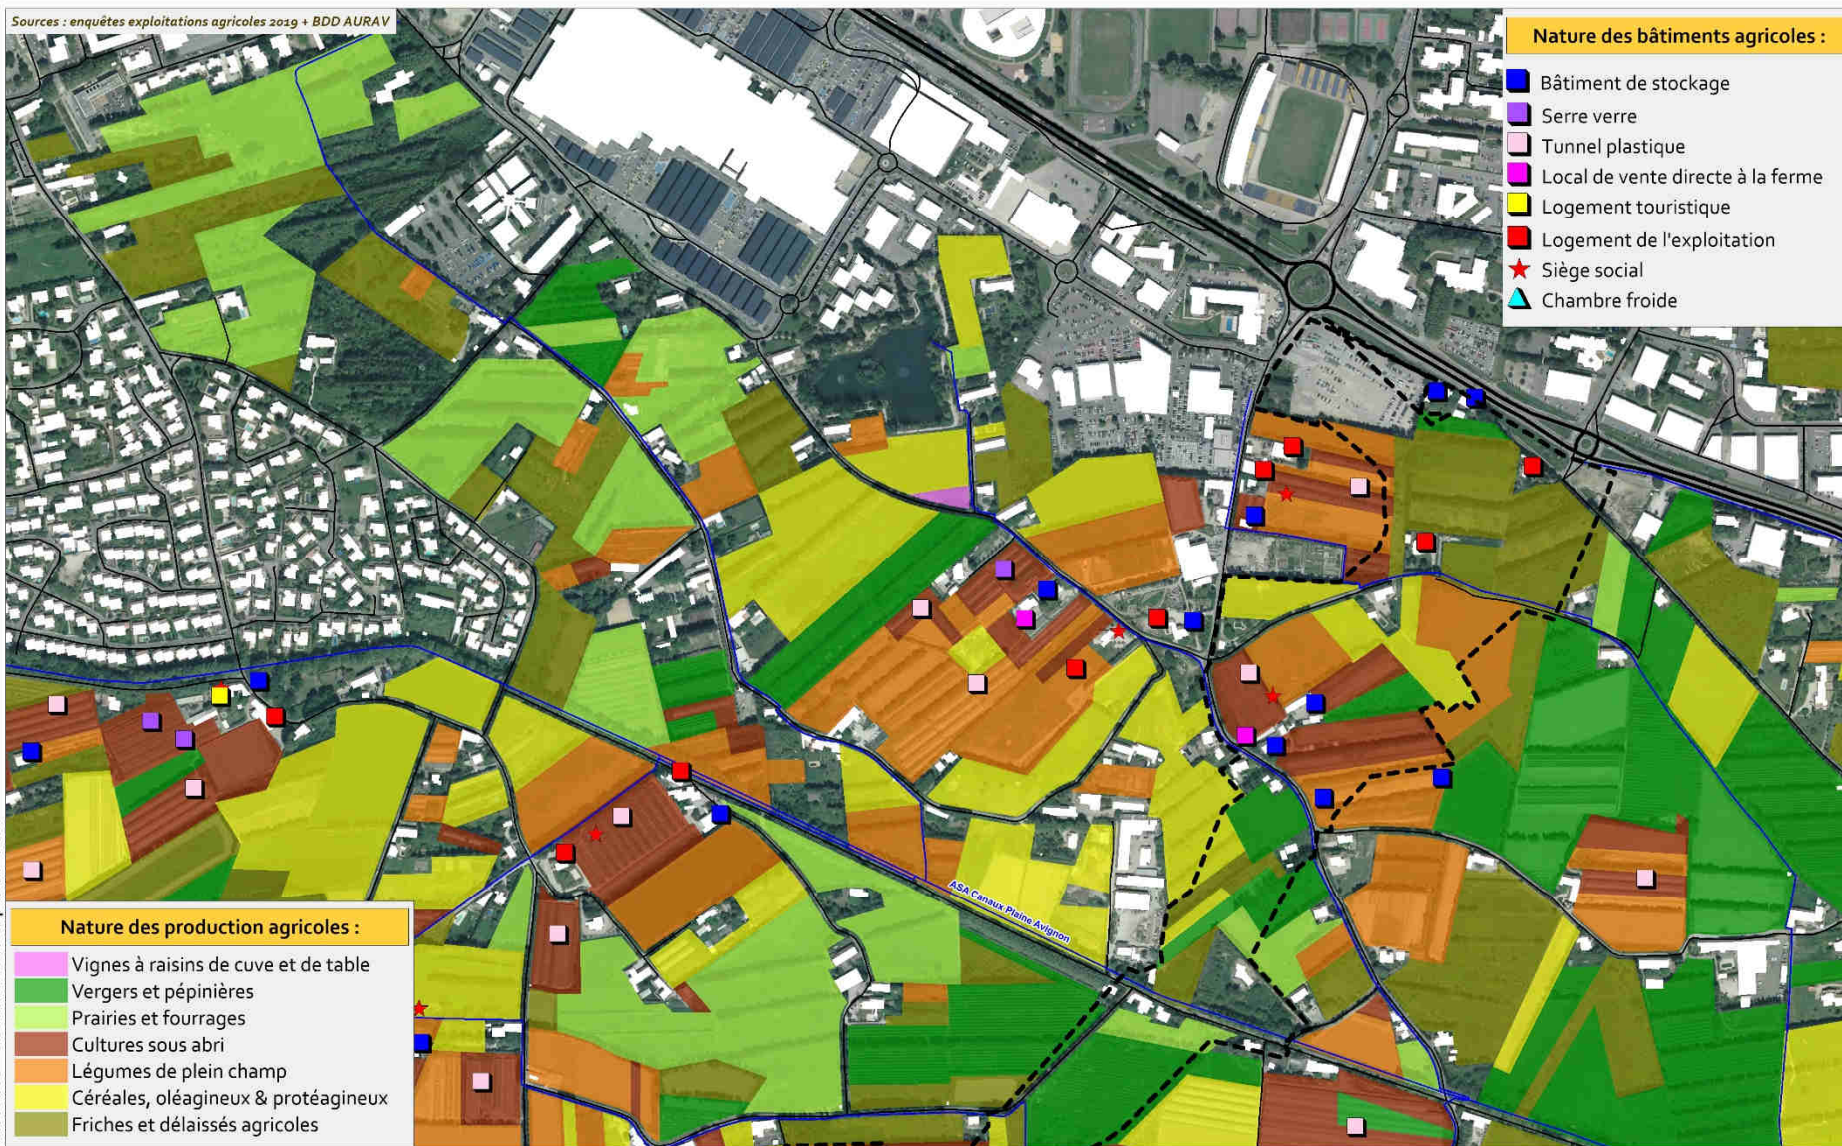 Sources : enquêtes exploitations agricoles 2019 + BDD AURAV
Nature des bâtiments agricoles :
Bâtiment de stockage
Serre verre
Tunnel plastique
Local de vente directe à la ferme
Logement touristique
Logement de l'exploitation
Siège social
Chambre froide
ASA Canaux Plaine Avignon
Nature des production agricoles :
Vignes à raisins de cuve et de table
Vergers et pépinières
Prairies et fourrages
Cultures sous abri
Légumes de plein champ
Céréales, oléagineux & protéagineux
Friches et délaissés agricoles